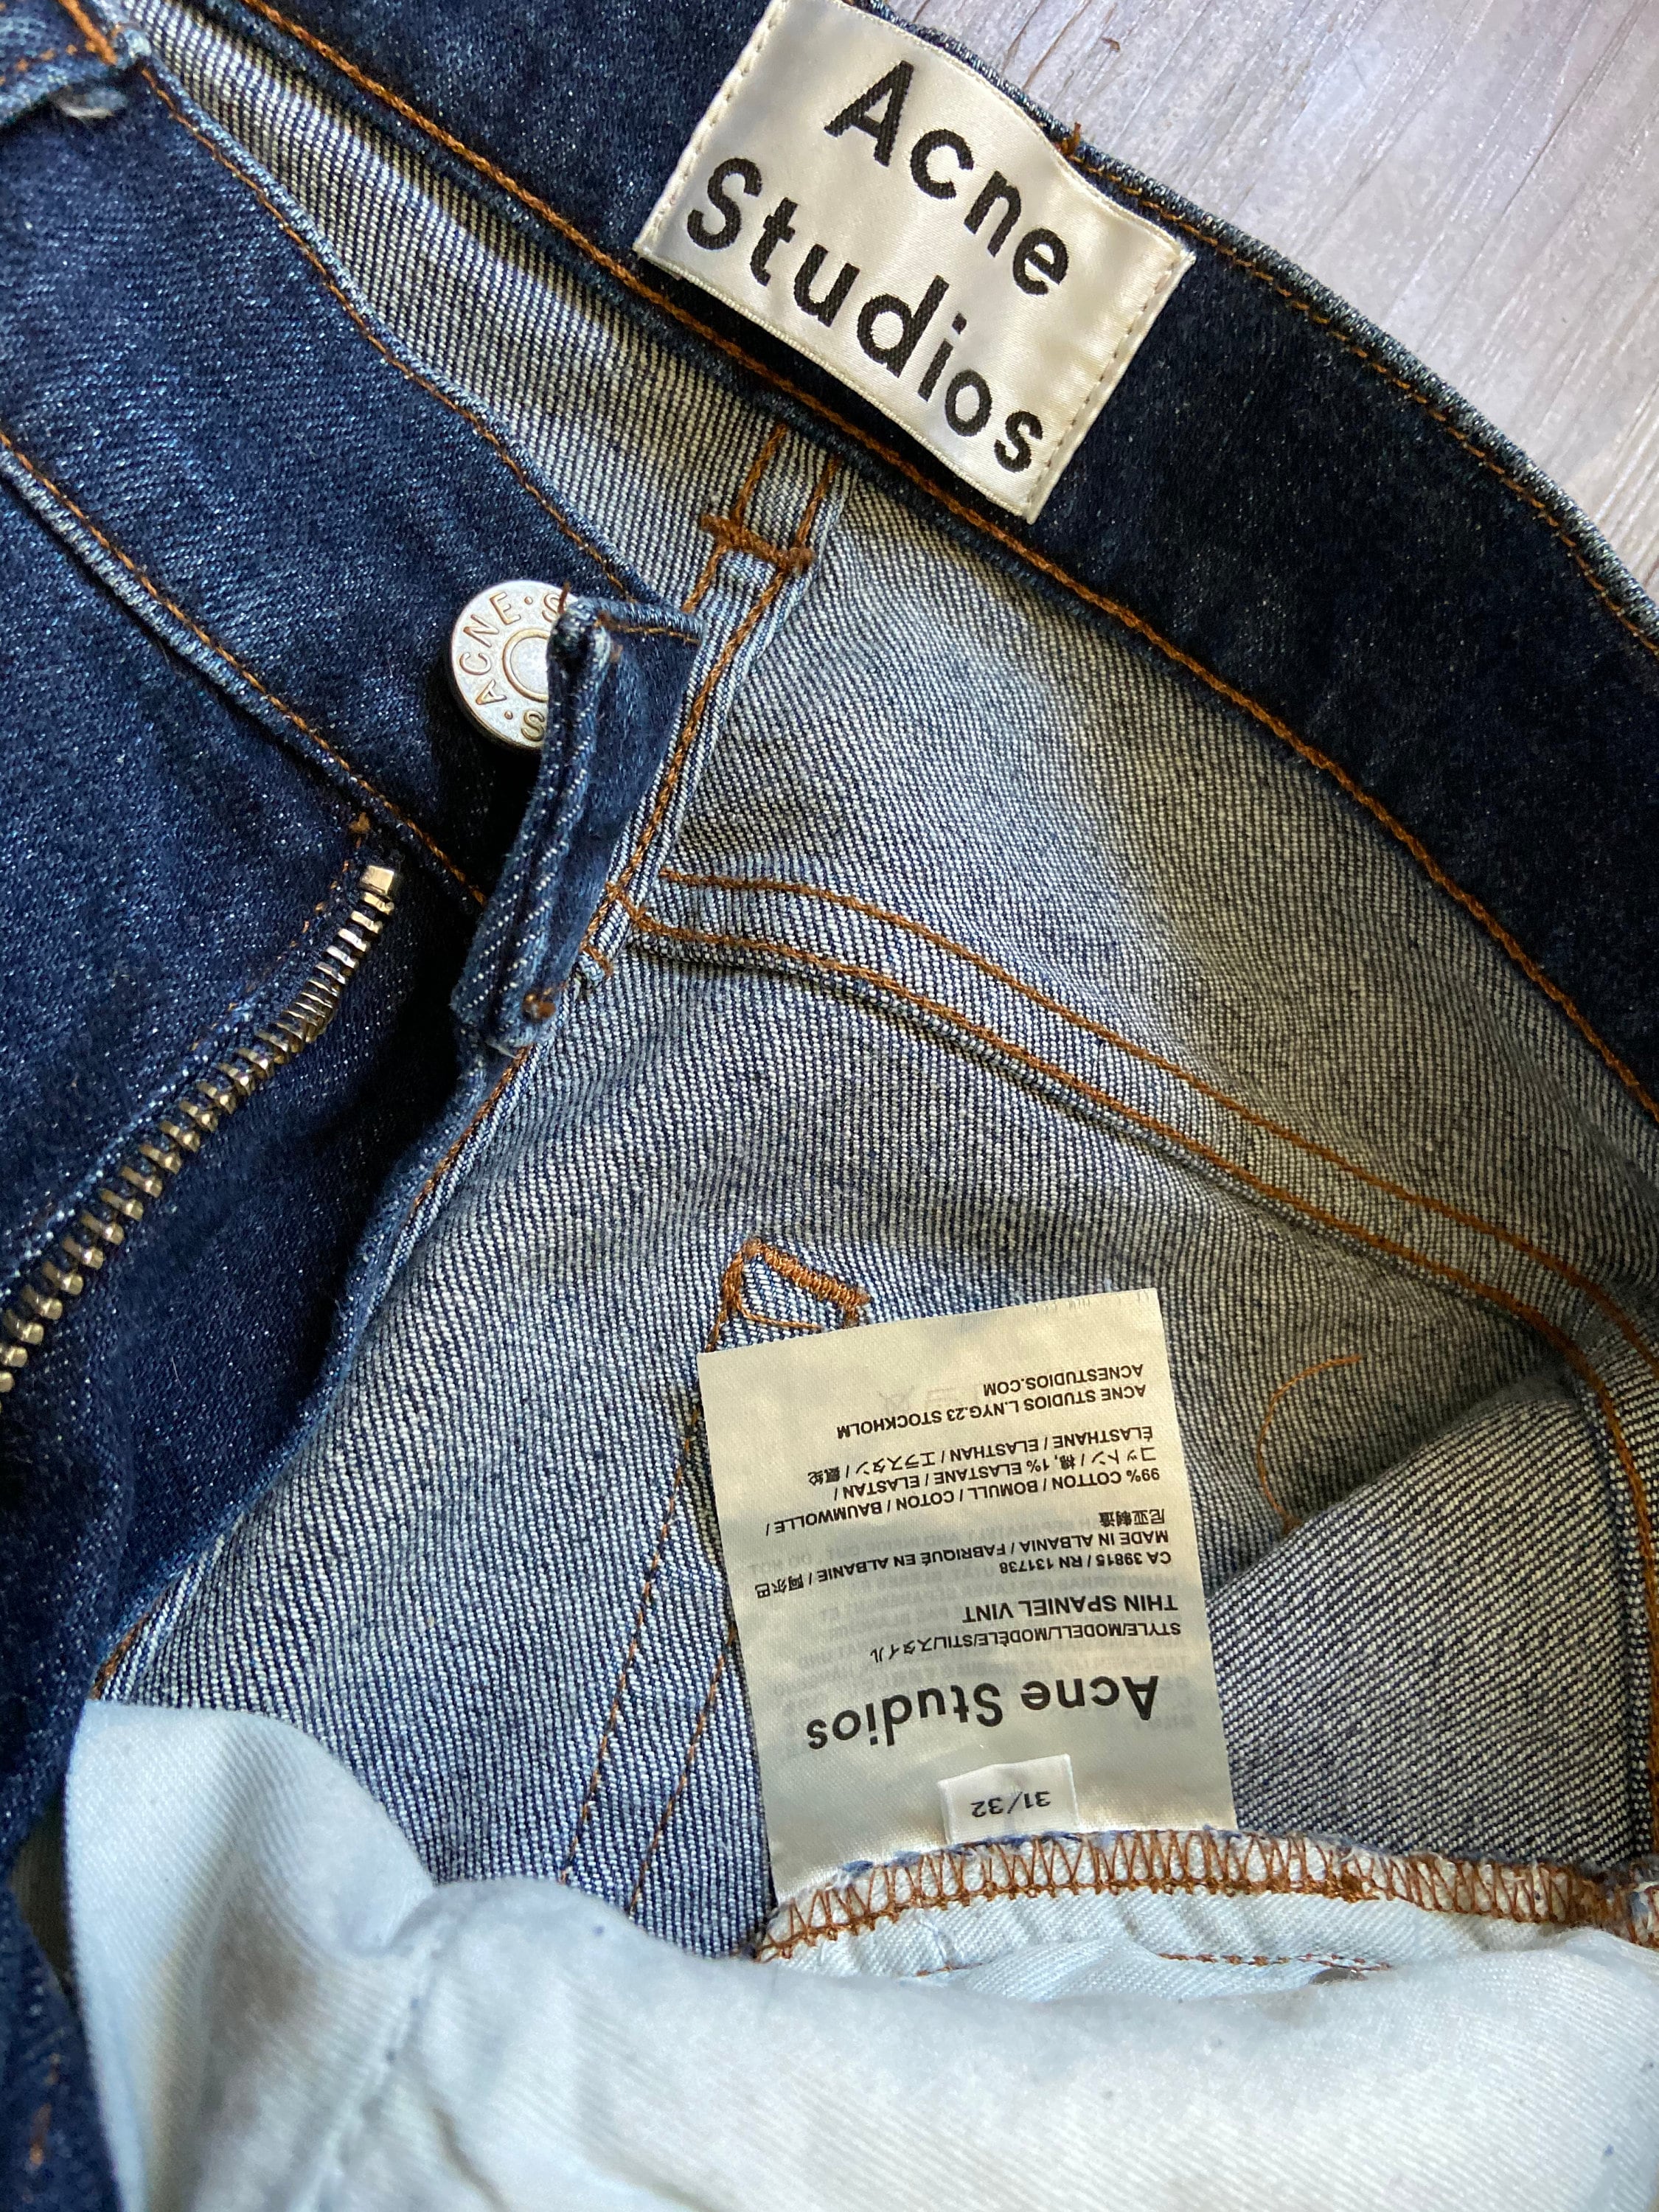 Acne
Studios
ACNE · S
S ·
31/32
Acne Studios
STYLE/MODELL/MODÈLE/STIL/スタイル
THIN SPANIEL VINT
CA 39815 / RN 131738
MADE IN ALBANIA / FABRIQUÉ EN ALBANIE / 阿尔巴
尼亚制造
99% COTTON / BOMULL / COTON / BAUMWOLLE /
コットン / 棉, 1% ELASTANE / ELASTAN /
ÉLASTHANE / ELASTHAN / エラスタン / 氨纶
ACNE STUDIOS L.NYG.23 STOCKHOLM
ACNESTUDIOS.COM